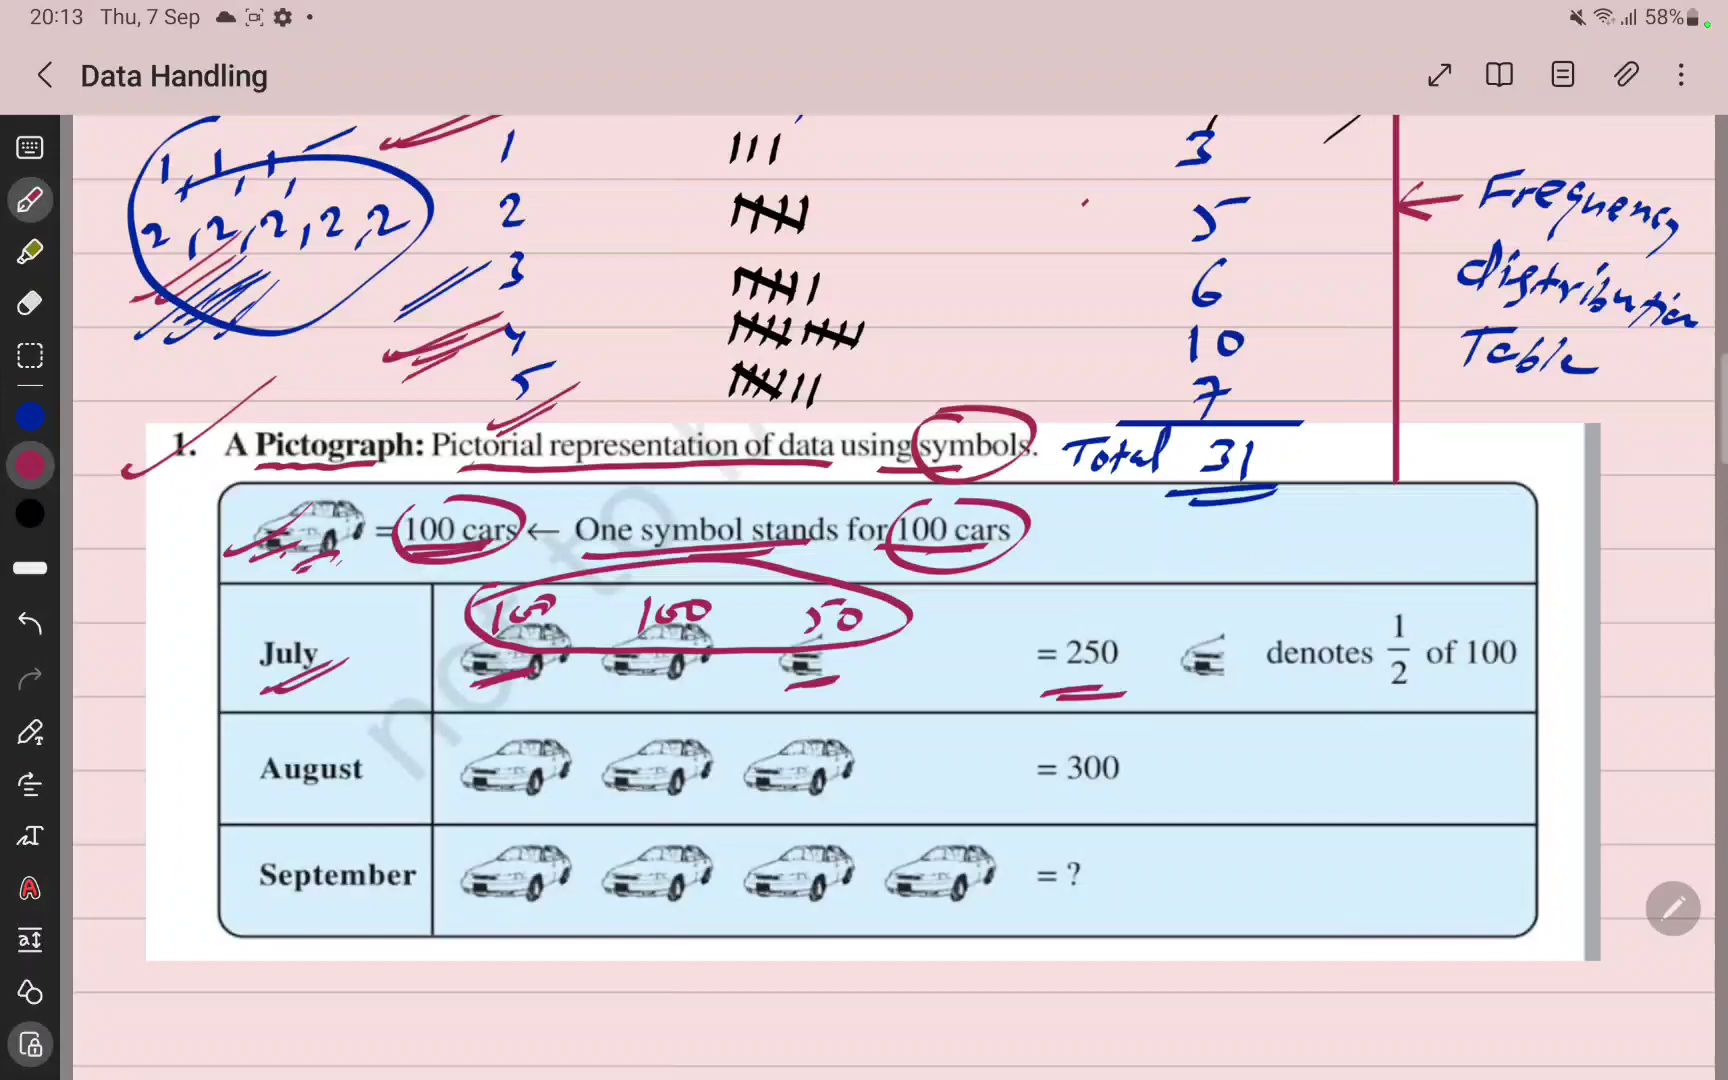 20:13 Thu, 7 Sep 58%
Data Handling
1 3
1, 1, 1,
2, 2, 2, 2, 2 2 5
Frequency
3 6
distribution
4 10
Table
5 7
1. A Pictograph: Pictorial representation of data using symbols.
Total 31
= 100 cars ← One symbol stands for 100 cars
100 100 50
July = 250 denotes 1/2 of 100
August = 300
September = ?
not to